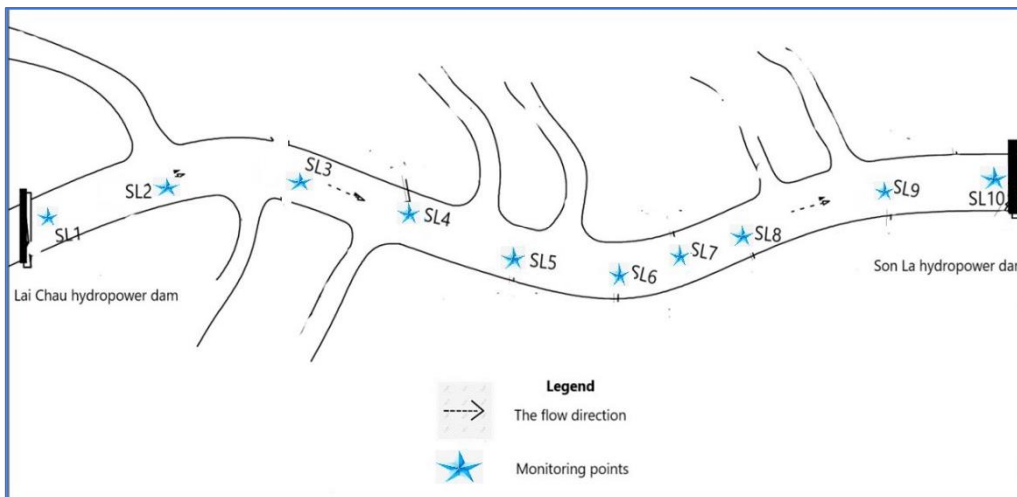 SL1
SL2
SL3
SL4
SL5
SL6
SL7
SL8
SL9
SL10
Lai Chau hydropower dam
Son La hydropower dan
Legend
The flow direction
Monitoring points